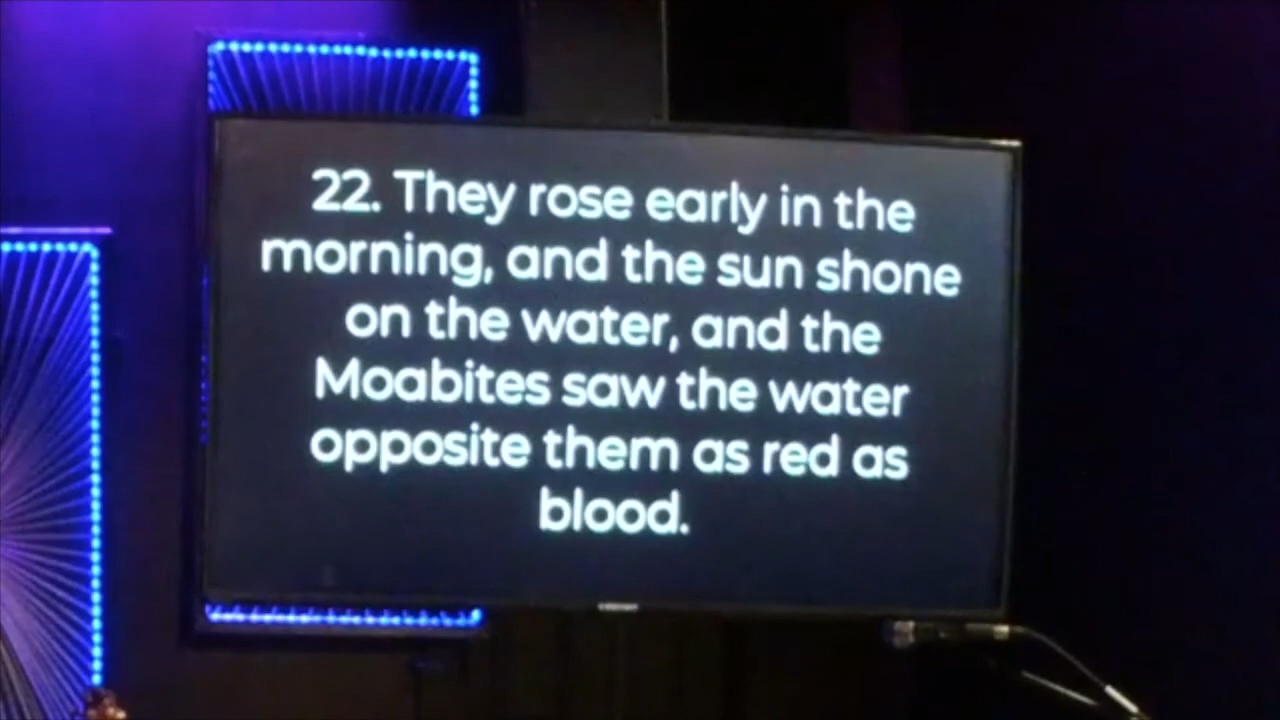 22. They rose early in the
morning, and the sun shone
on the water, and the
Moabites saw the water
opposite them as red as
blood.